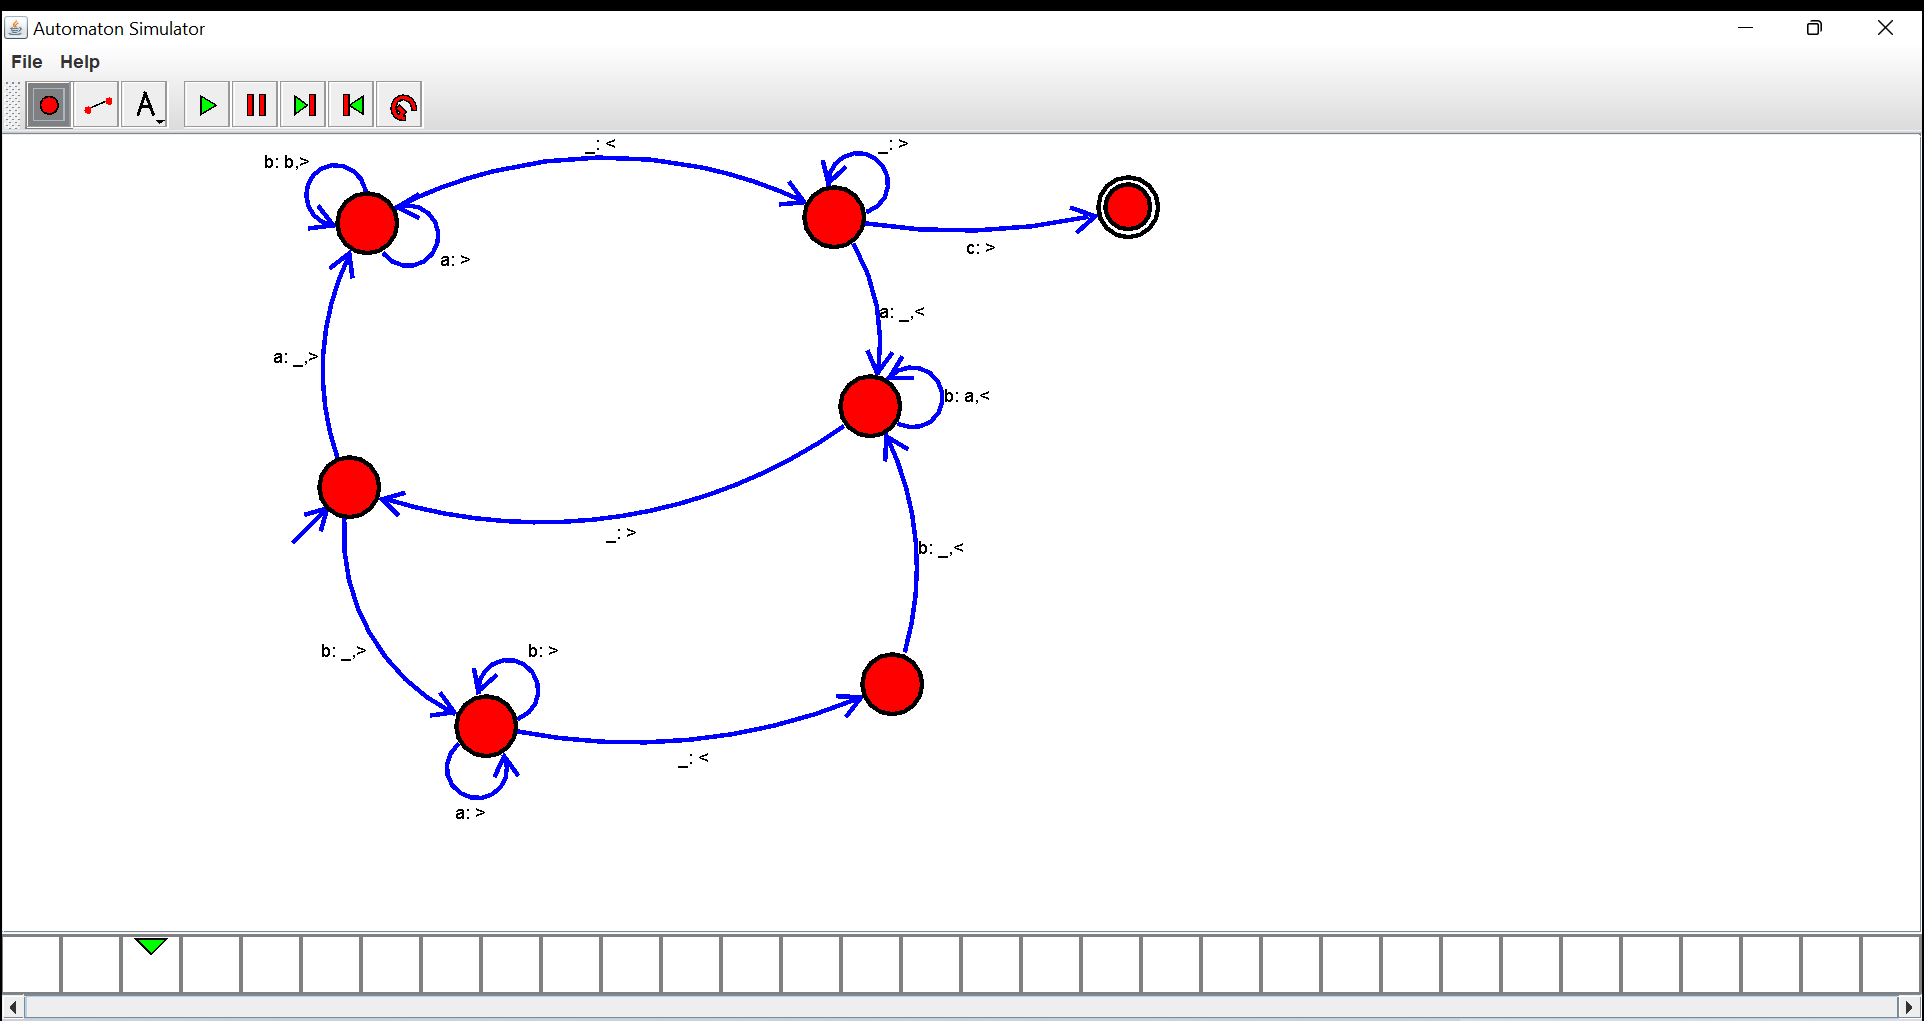 Automaton Simulator
File Help
A
_: <
_: >
b: b,>
c: >
a: >
a: _,<
a: _,>
b: a,<
_: >
b: _,<
b: _,>
b: >
_: <
a: >